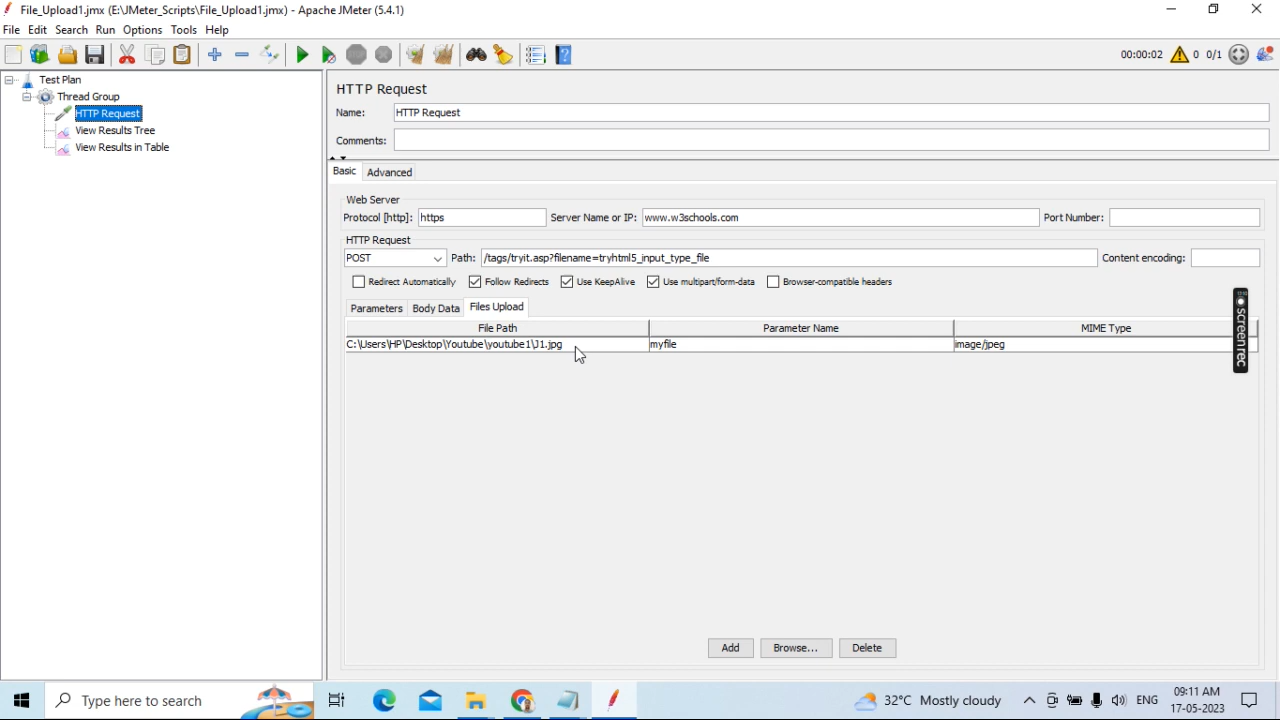 File_Upload1.jmx (E:\JMeter_Scripts\File_Upload1.jmx) - Apache JMeter (5.4.1)
File Edit Search Run Options Tools Help
00:00:02 0 0/1
Test Plan
Thread Group
HTTP Request
View Results Tree
View Results in Table
HTTP Request
Name: HTTP Request
Comments:
Basic Advanced
Web Server
Protocol [http]: https Server Name or IP: www.w3schools.com Port Number:
HTTP Request
POST Path: /tags/tryit.asp?filename=tryhtml5_input_type_file Content encoding:
Redirect Automatically Follow Redirects Use KeepAlive Use multipart/form-data Browser-compatible headers
Parameters Body Data Files Upload
File Path Parameter Name MIME Type
C:\Users\HP\Desktop\Youtube\youtube1\J1.jpg myfile image/jpeg
screenrec
Add Browse... Delete
Type here to search
32°C Mostly cloudy
ENG
09:11 AM
17-05-2023